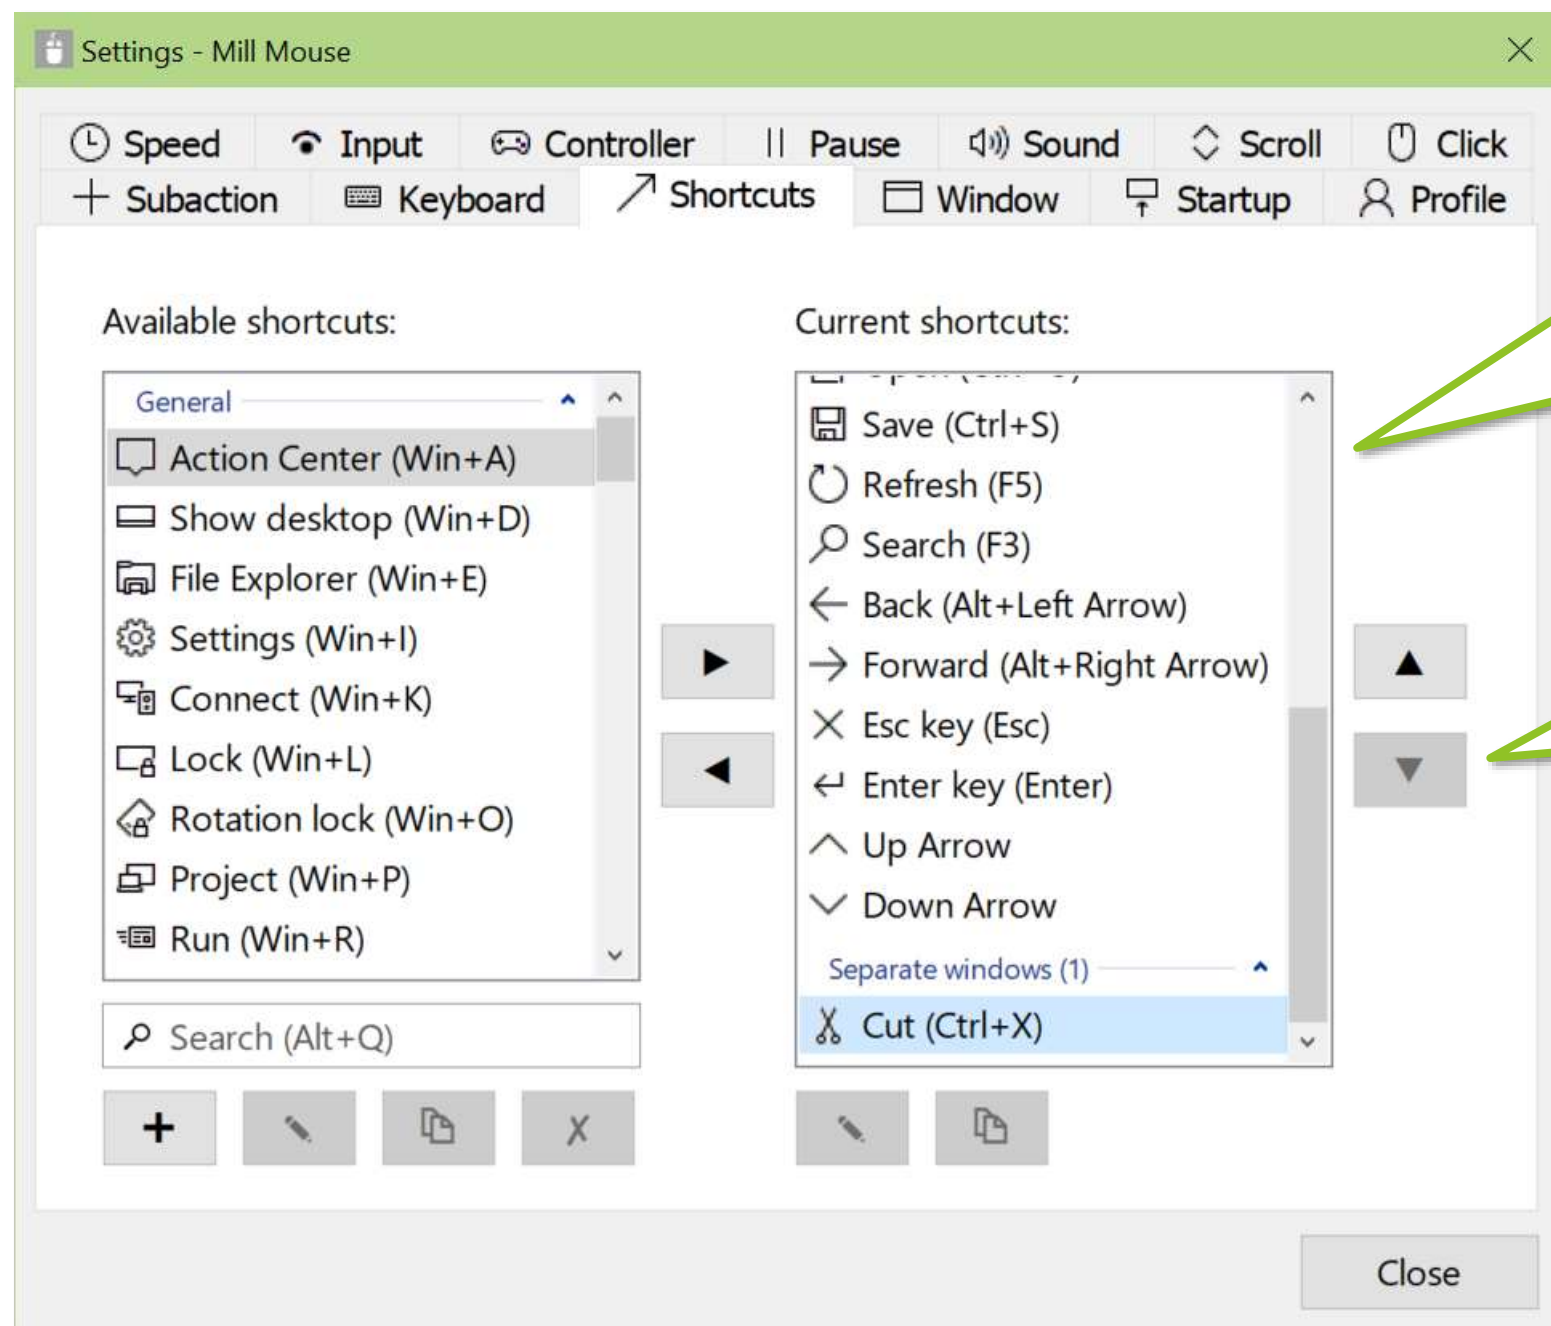 Settings - Mill Mouse
Speed Input Controller Pause Sound Scroll Click
Subaction Keyboard Shortcuts Window Startup Profile
Available shortcuts:
General
Action Center (Win+A)
Show desktop (Win+D)
File Explorer (Win+E)
Settings (Win+I)
Connect (Win+K)
Lock (Win+L)
Rotation lock (Win+O)
Project (Win+P)
Run (Win+R)
Search (Alt+Q)
Current shortcuts:
Save (Ctrl+S)
Refresh (F5)
Search (F3)
Back (Alt+Left Arrow)
Forward (Alt+Right Arrow)
Esc key (Esc)
Enter key (Enter)
Up Arrow
Down Arrow
Separate windows (1)
Cut (Ctrl+X)
Close